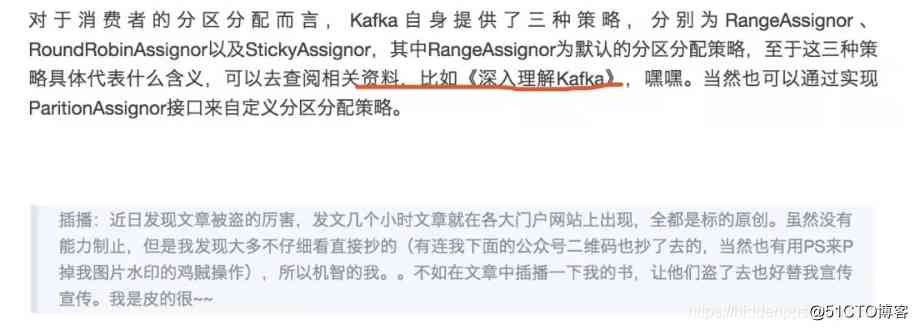 对于消费者的分区分配而言，Kafka自身提供了三种策略，分别为RangeAssignor、
RoundRobinAssignor以及StickyAssignor，其中RangeAssignor为默认的分区分配策略，至于这三种策
略具体代表什么含义，可以去查阅相关资料，比如《深入理解Kafka》，嘿嘿。当然也可以通过实现
ParitionAssignor接口来自定义分区分配策略。
插播：近日发现文章被盗的厉害，发文几个小时文章就在各大门户网站上出现，全都是标的原创。虽然没有
能力制止，但是我发现大多不仔细看直接抄的（有连我下面的公众号二维码也抄了去的，当然也有用PS来P
掉我图片水印的鸡贼操作），所以机智的我。。不如在文章中插播一下我的书，让他们盗了去也好替我宣传
宣传。我是皮的很~~
@51CTO博客